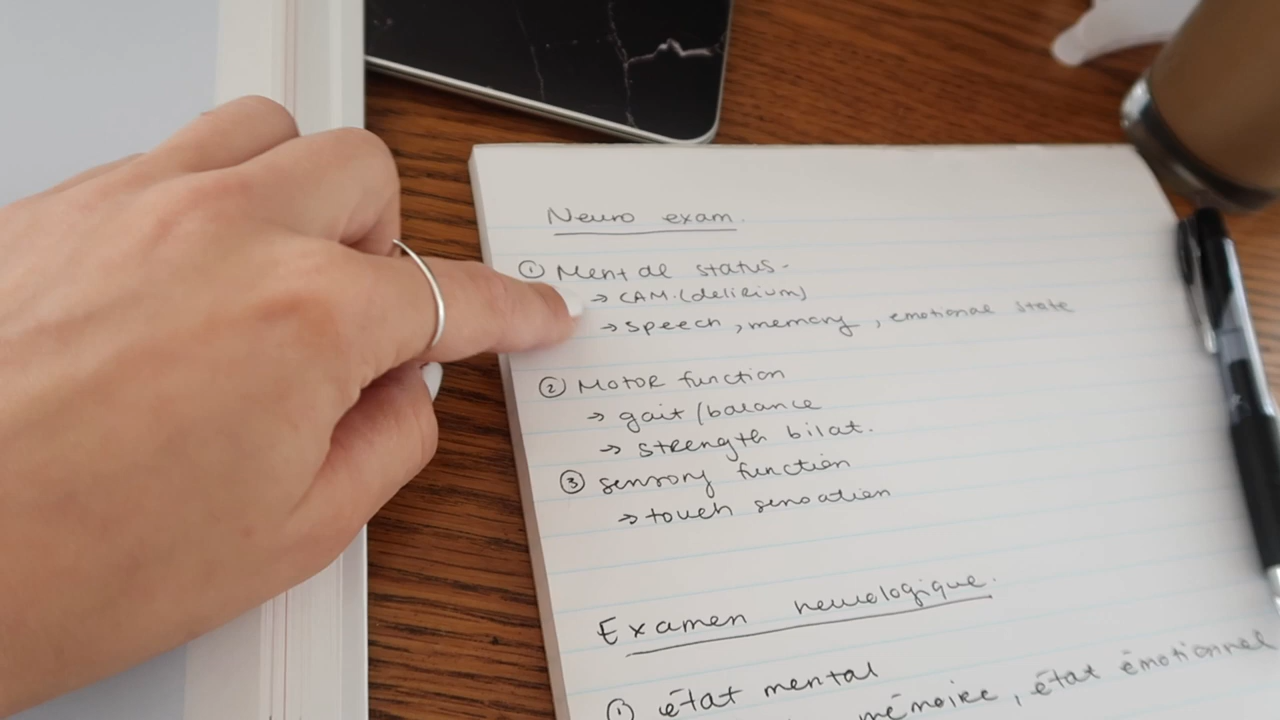 Neuro exam.
① Mental status-
→ CAM.(delirium)
→ speech, memory, emotional state
② Motor function
→ gait/balance
→ strength bilat.
③ sensory function
→ touch sensation
Examen neurologique.
① état mental
mémoire, état émotionnel